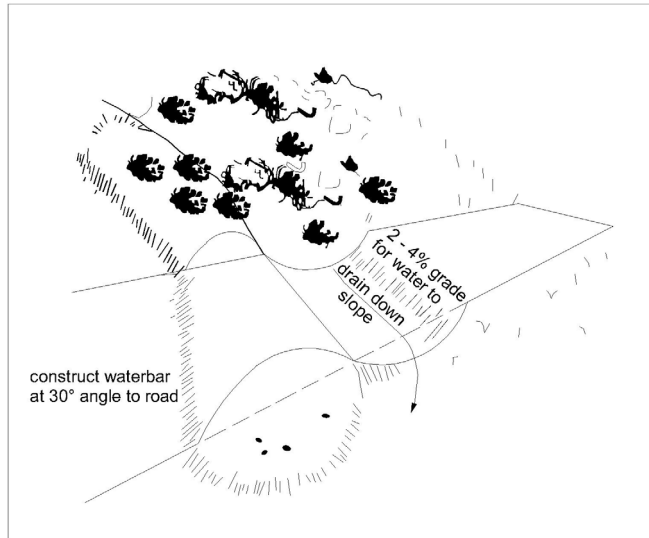 2 - 4% grade
for water to
drain down
slope
construct waterbar
at 30° angle to road